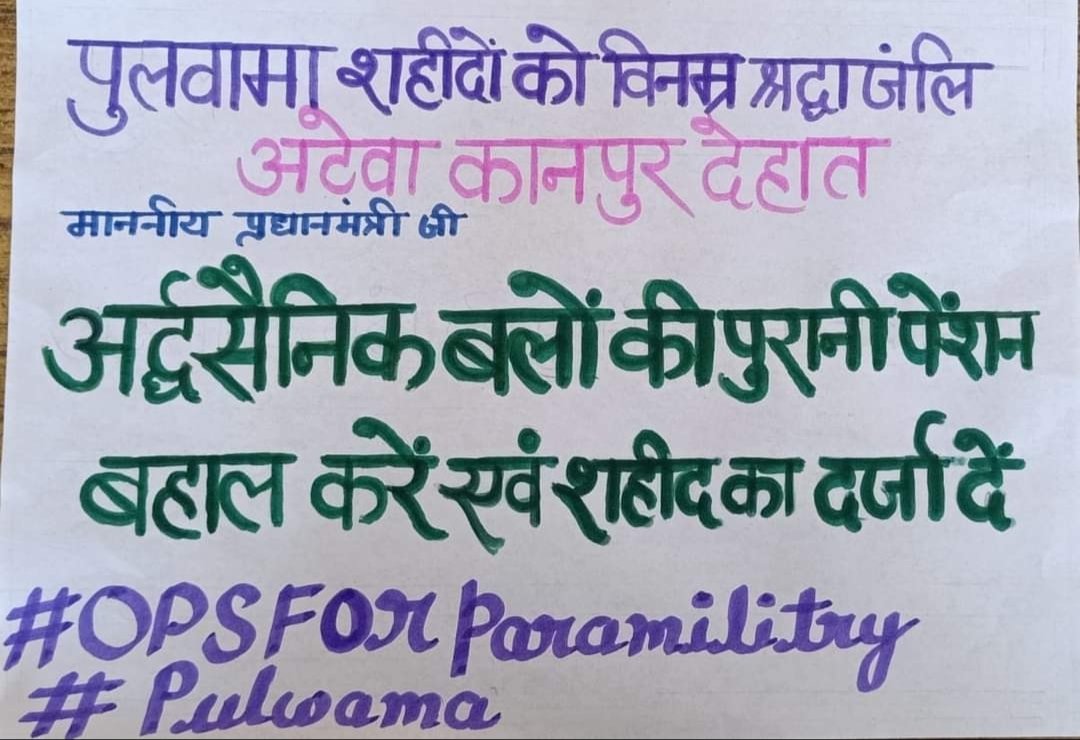 पुलवामा शहीदों को विनम्र श्रद्धाजंलि
अटेवा कानपुर देहात
माननीय प्रधानमंत्री जी
अर्द्धसैनिक बलों की पुरानी पेंशन
बहाल करें एवं शहीद का दर्जा दें
#OPSFOR Paramilitry
# Pulwama